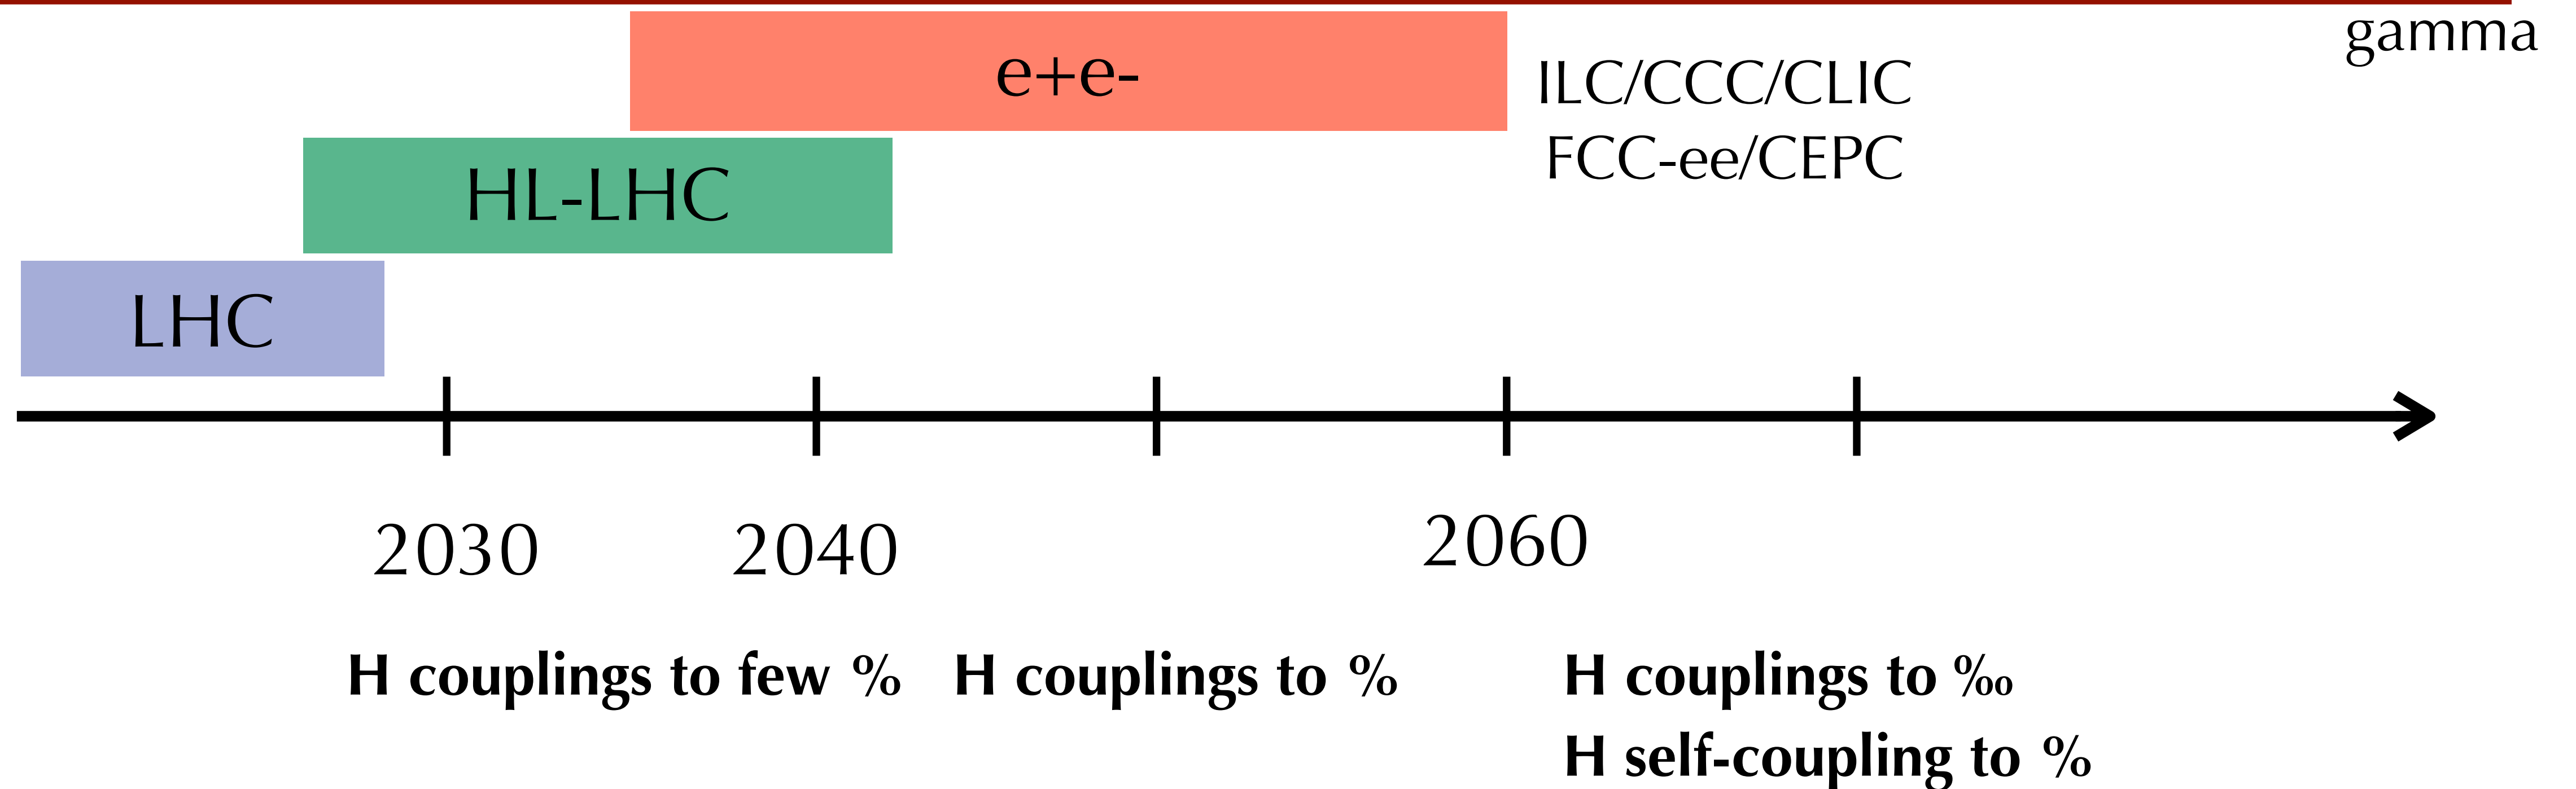 gamma
e+e-
ILC/CCC/CLIC
FCC-ee/CEPC
HL-LHC
LHC
2030
2040
2060
H couplings to few %
H couplings to %
H couplings to ‰
H self-coupling to %